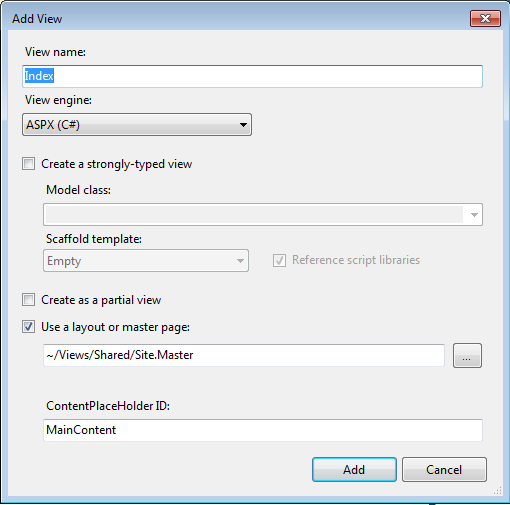 Add View
View name:
Index
View engine:
ASPX (C#)
Create a strongly-typed view
Model class:
Scaffold template:
Empty
Reference script libraries
Create as a partial view
Use a layout or master page:
~/Views/Shared/Site.Master
...
ContentPlaceHolder ID:
MainContent
Add
Cancel